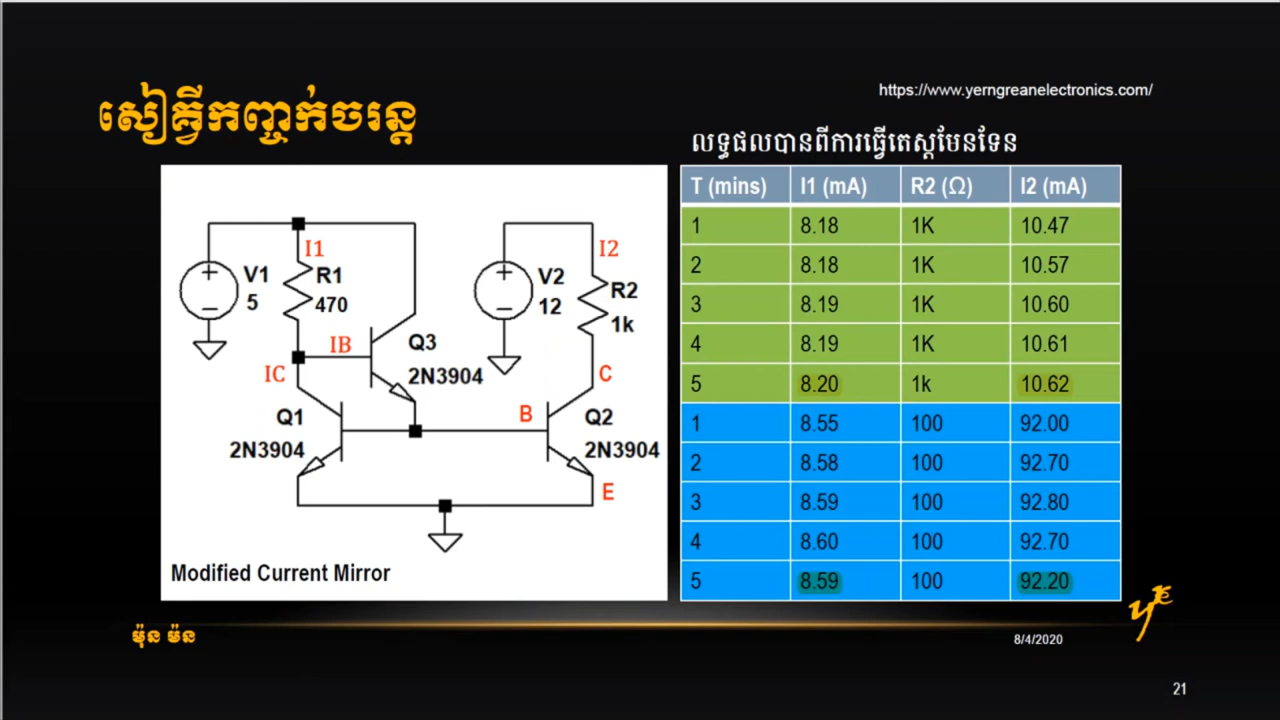 សៀគ្វីកញ្ចក់ចរន្ត
https://www.yerngreanelectronics.com/
លទ្ធផលបានពីការធ្វើតេស្តមែនទែន
V1
5
I1
R1
470
IB
IC
Q3
2N3904
Q1
2N3904
V2
12
I2
R2
1k
C
B
Q2
2N3904
E
Modified Current Mirror
T (mins) I1 (mA) R2 (Ω) I2 (mA)
1 8.18 1K 10.47
2 8.18 1K 10.57
3 8.19 1K 10.60
4 8.19 1K 10.61
5 8.20 1k 10.62
1 8.55 100 92.00
2 8.58 100 92.70
3 8.59 100 92.80
4 8.60 100 92.70
5 8.59 100 92.20
ម៉ុន ម៉ន
8/4/2020
21